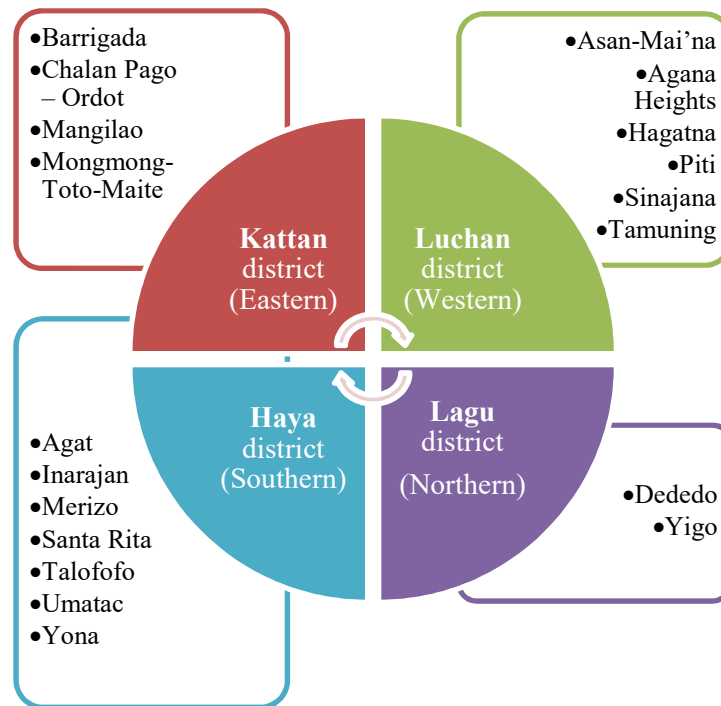 •Barrigada
•Chalan Pago
– Ordot
•Mangilao
•Mongmong-
Toto-Maite
•Asan-Mai’na
•Agana
Heights
•Hagatna
•Piti
•Sinajana
•Tamuning
Kattan
district
(Eastern)
Luchan
district
(Western)
Haya
district
(Southern)
Lagu
district
(Northern)
•Agat
•Inarajan
•Merizo
•Santa Rita
•Talofofo
•Umatac
•Yona
•Dededo
•Yigo